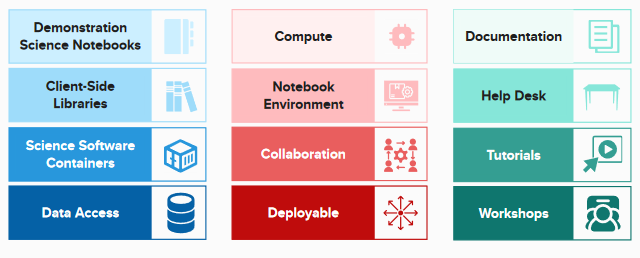 Demonstration
Science Notebooks
Client-Side
Libraries
Science Software
Containers
Data Access
Compute
Notebook
Environment
Collaboration
Deployable
Documentation
Help Desk
Tutorials
Workshops